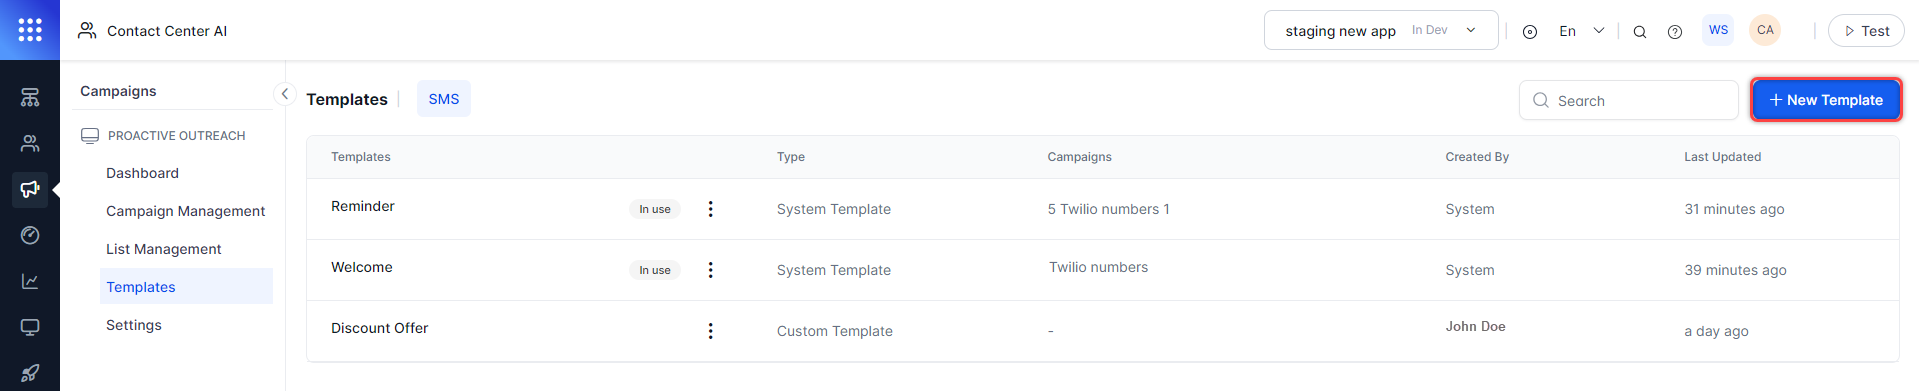 Contact Center AI
staging new app In Dev
En
WS
CA
Test
Campaigns
PROACTIVE OUTREACH
Dashboard
Campaign Management
List Management
Templates
Settings
Templates SMS
Search
+ New Template
Templates Type Campaigns Created By Last Updated
Reminder In use System Template 5 Twilio numbers 1 System 31 minutes ago
Welcome In use System Template Twilio numbers System 39 minutes ago
Discount Offer Custom Template - John Doe a day ago